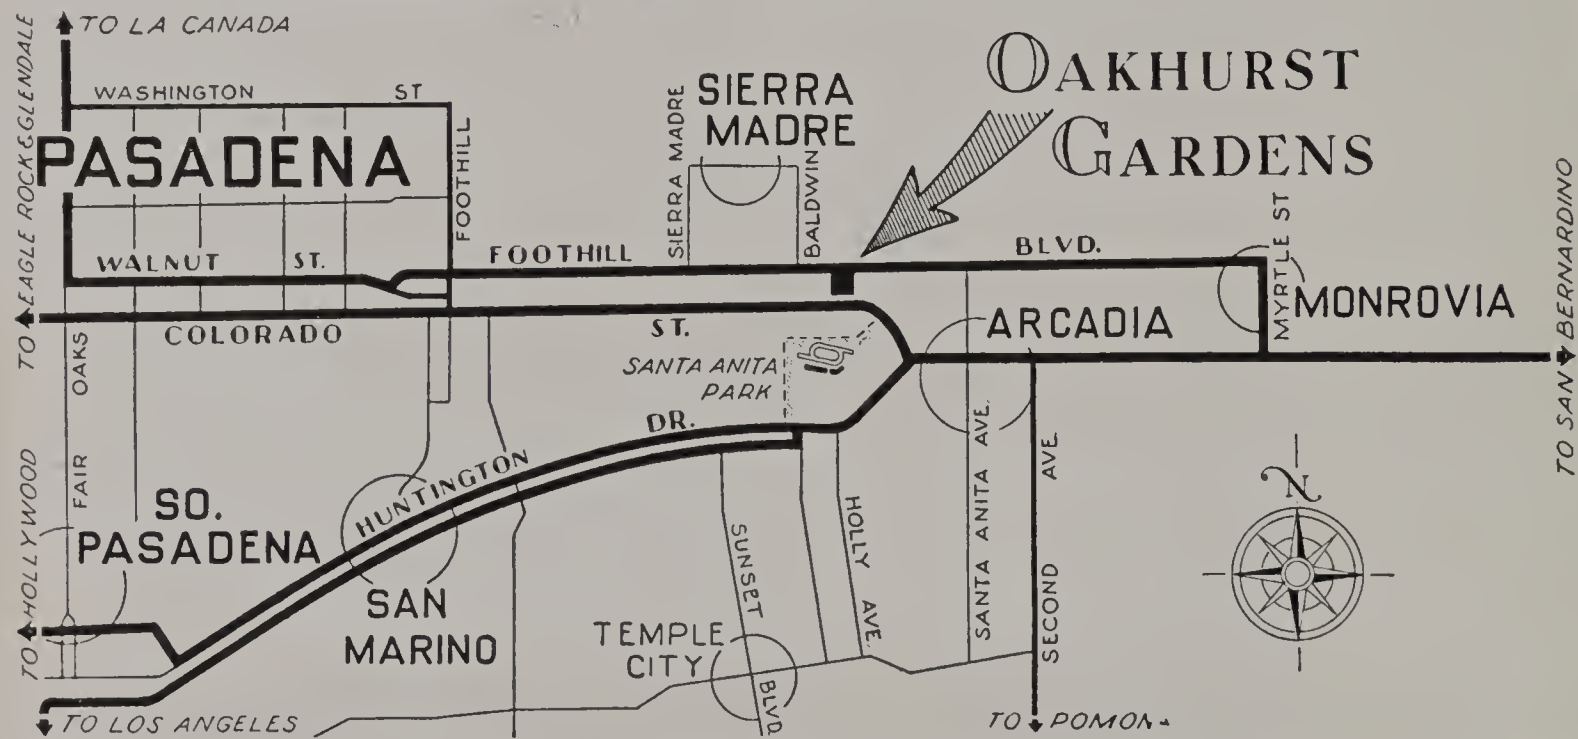 TO LA CANADA
TO EAGLE ROCK & GLENDALE
WASHINGTON ST
PASADENA
FOOTHILL
WALNUT ST.
SIERRA MADRE
SIERRA
MADRE
BALDWIN
OAKHURST
GARDENS
FOOTHILL BLVD.
MYRTLE ST
MONROVIA
TO SAN BERNARDINO
COLORADO ST.
ARCADIA
SANTA ANITA
PARK
FAIR OAKS
HUNTINGTON DR.
TO HOLLYWOOD
SO.
PASADENA
SAN
MARINO
TEMPLE
CITY
SUNSET BLVD
HOLLY AVE.
SANTA ANITA AVE.
SECOND AVE.
N
TO LOS ANGELES
TO POMONA